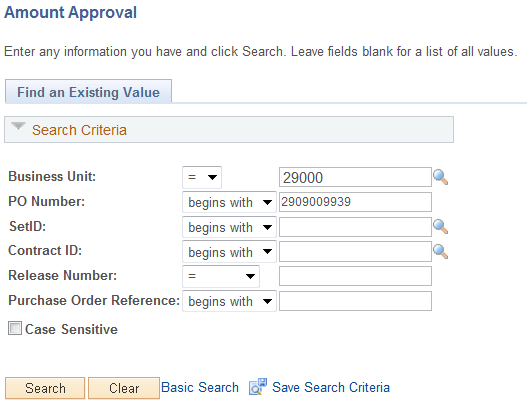 Amount Approval
Enter any information you have and click Search. Leave fields blank for a list of all values.
Find an Existing Value
Search Criteria
Business Unit: = 29000
PO Number: begins with 2909009939
SetID: begins with
Contract ID: begins with
Release Number: =
Purchase Order Reference: begins with
Case Sensitive
Search Clear Basic Search Save Search Criteria